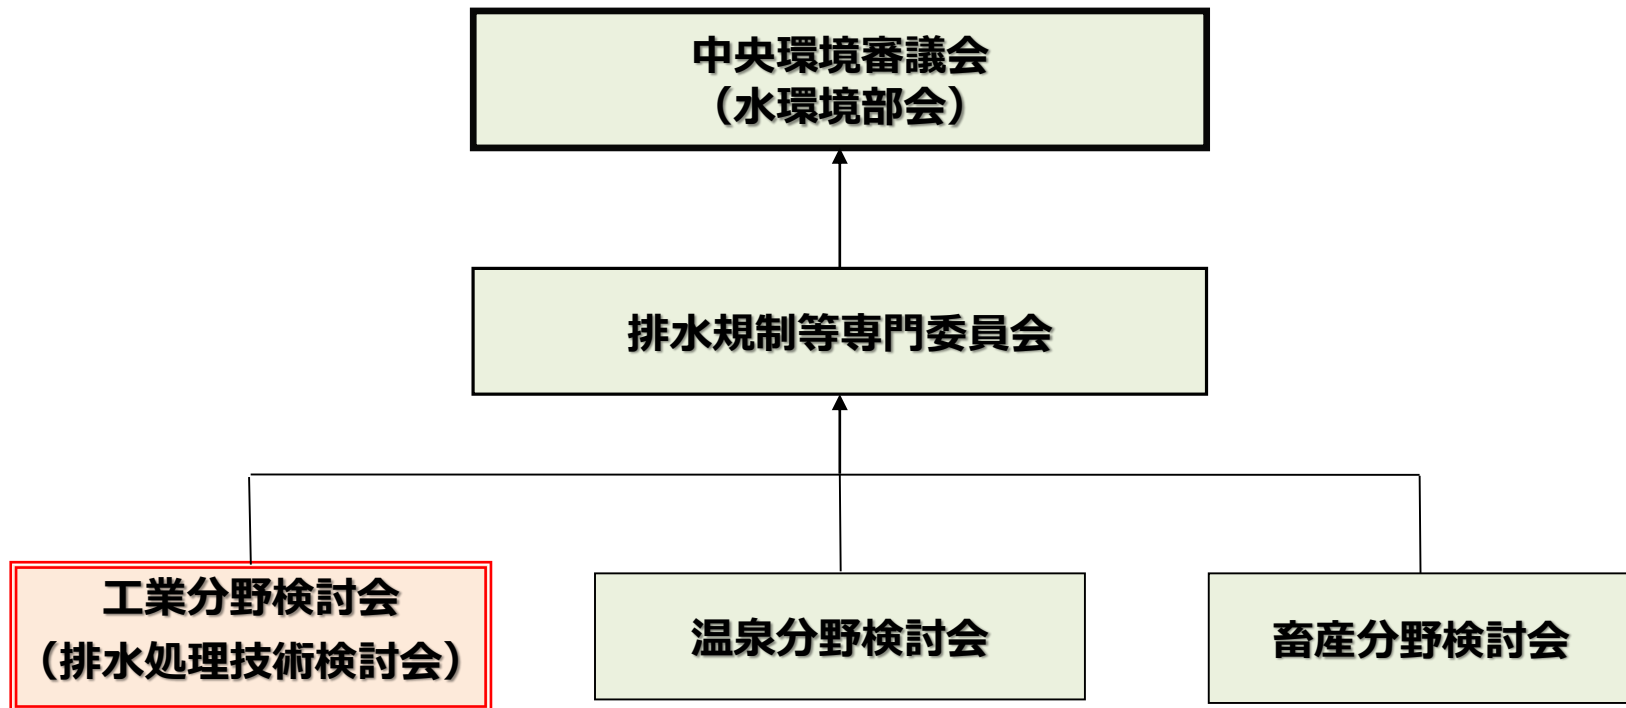 中央環境審議会
（水環境部会）
排水規制等専門委員会
工業分野検討会
（排水処理技術検討会）
温泉分野検討会
畜産分野検討会